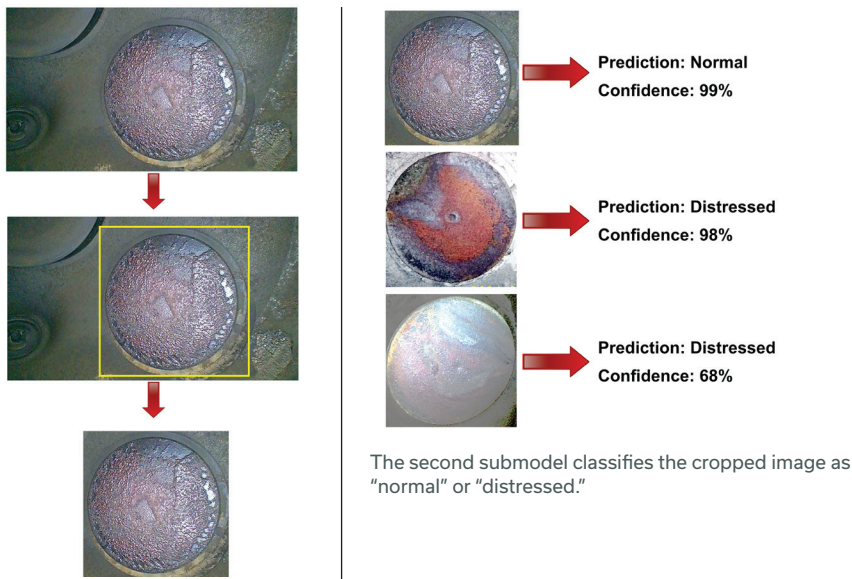 Prediction: Normal
Confidence: 99%
Prediction: Distressed
Confidence: 98%
Prediction: Distressed
Confidence: 68%
The second submodel classifies the cropped image as
“normal” or “distressed.”